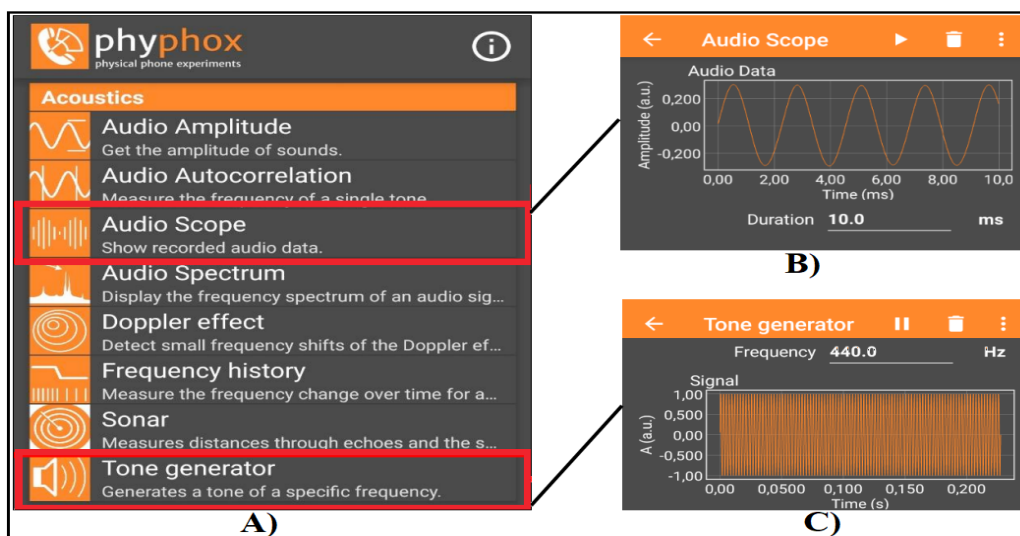 phyphox
physical phone experiments
Acoustics
Audio Amplitude
Get the amplitude of sounds.
Audio Autocorrelation
Measure the frequency of a single tone.
Audio Scope
Show recorded audio data.
Audio Spectrum
Display the frequency spectrum of an audio sig...
Doppler effect
Detect small frequency shifts of the Doppler ef...
Frequency history
Measure the frequency change over time for a...
Sonar
Measures distances through echoes and the s...
Tone generator
Generates a tone of a specific frequency.
A)
Audio Scope
Audio Data
Amplitude (a.u.)
0,200
0,00
-0,200
0,00 2,00 4,00 6,00 8,00 10,0
Time (ms)
Duration 10.0 ms
B)
Tone generator
Frequency 440.0 Hz
Signal
A (a.u.)
1,00
0,500
0,00
-0,500
-1,00
0,00 0,0500 0,100 0,150 0,200
Time (s)
C)